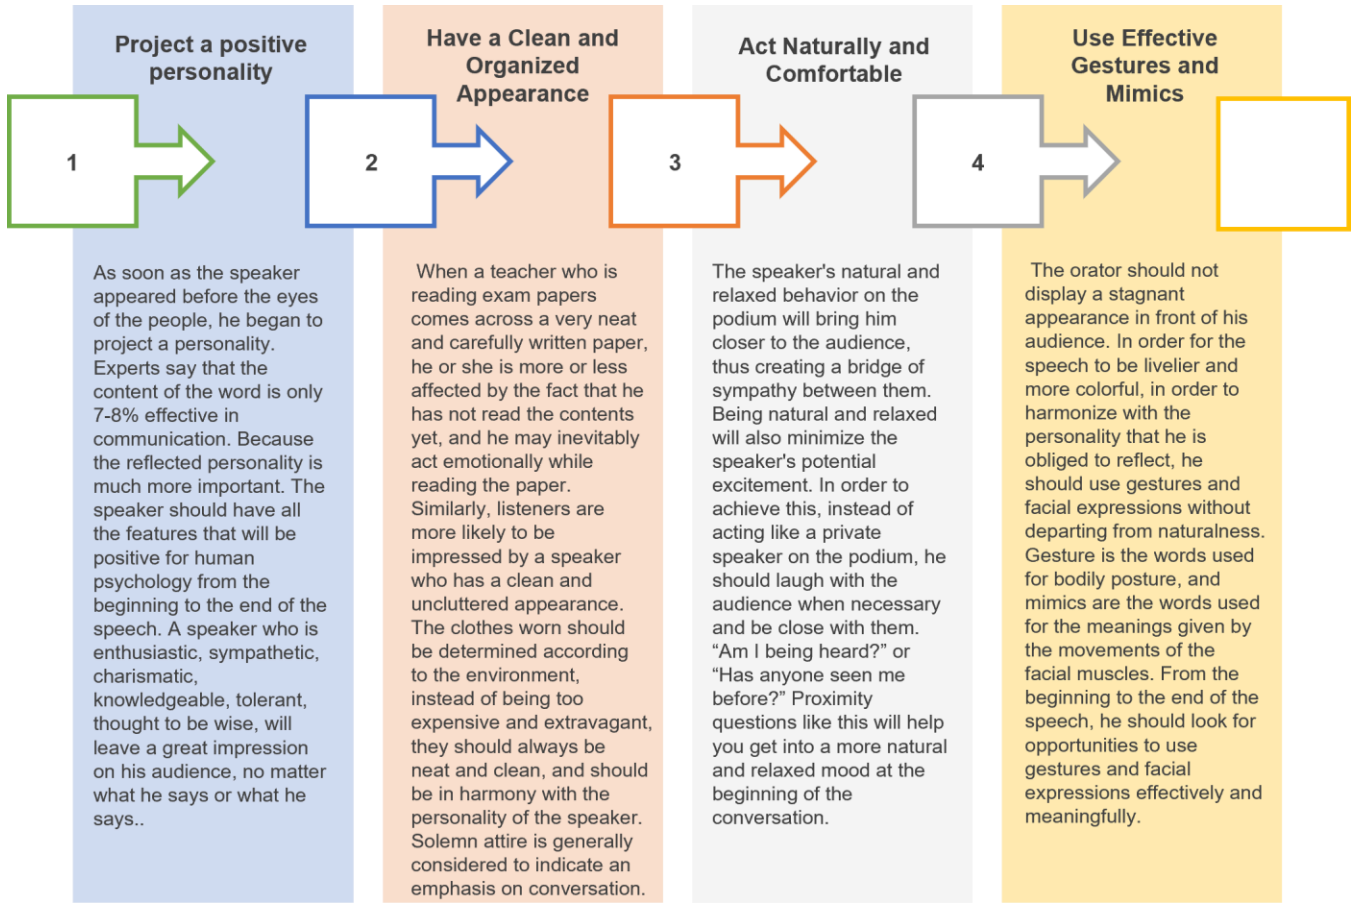 Project a positive
personality
1
As soon as the speaker
appeared before the eyes
of the people, he began to
project a personality.
Experts say that the
content of the word is only
7-8% effective in
communication. Because
the reflected personality is
much more important. The
speaker should have all
the features that will be
positive for human
psychology from the
beginning to the end of the
speech. A speaker who is
enthusiastic, sympathetic,
charismatic,
knowledgeable, tolerant,
thought to be wise, will
leave a great impression
on his audience, no matter
what he says or what he
says..
Have a Clean and
Organized
Appearance
2
When a teacher who is
reading exam papers
comes across a very neat
and carefully written paper,
he or she is more or less
affected by the fact that he
has not read the contents
yet, and he may inevitably
act emotionally while
reading the paper.
Similarly, listeners are
more likely to be
impressed by a speaker
who has a clean and
uncluttered appearance.
The clothes worn should
be determined according
to the environment,
instead of being too
expensive and extravagant,
they should always be
neat and clean, and should
be in harmony with the
personality of the speaker.
Solemn attire is generally
considered to indicate an
emphasis on conversation.
Act Naturally and
Comfortable
3
The speaker's natural and
relaxed behavior on the
podium will bring him
closer to the audience,
thus creating a bridge of
sympathy between them.
Being natural and relaxed
will also minimize the
speaker's potential
excitement. In order to
achieve this, instead of
acting like a private
speaker on the podium, he
should laugh with the
audience when necessary
and be close with them.
“Am I being heard?” or
“Has anyone seen me
before?” Proximity
questions like this will help
you get into a more natural
and relaxed mood at the
beginning of the
conversation.
Use Effective
Gestures and
Mimics
4
The orator should not
display a stagnant
appearance in front of his
audience. In order for the
speech to be livelier and
more colorful, in order to
harmonize with the
personality that he is
obliged to reflect, he
should use gestures and
facial expressions without
departing from naturalness.
Gesture is the words used
for bodily posture, and
mimics are the words used
for the meanings given by
the movements of the
facial muscles. From the
beginning to the end of the
speech, he should look for
opportunities to use
gestures and facial
expressions effectively and
meaningfully.